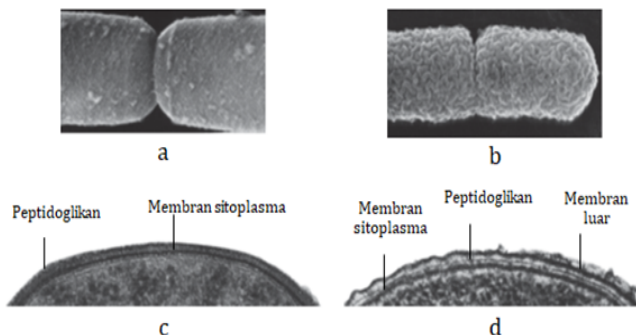 a
b
Peptidoglikan
Membran sitoplasma
Membran
sitoplasma
Peptidoglikan
Membran
luar
c
d